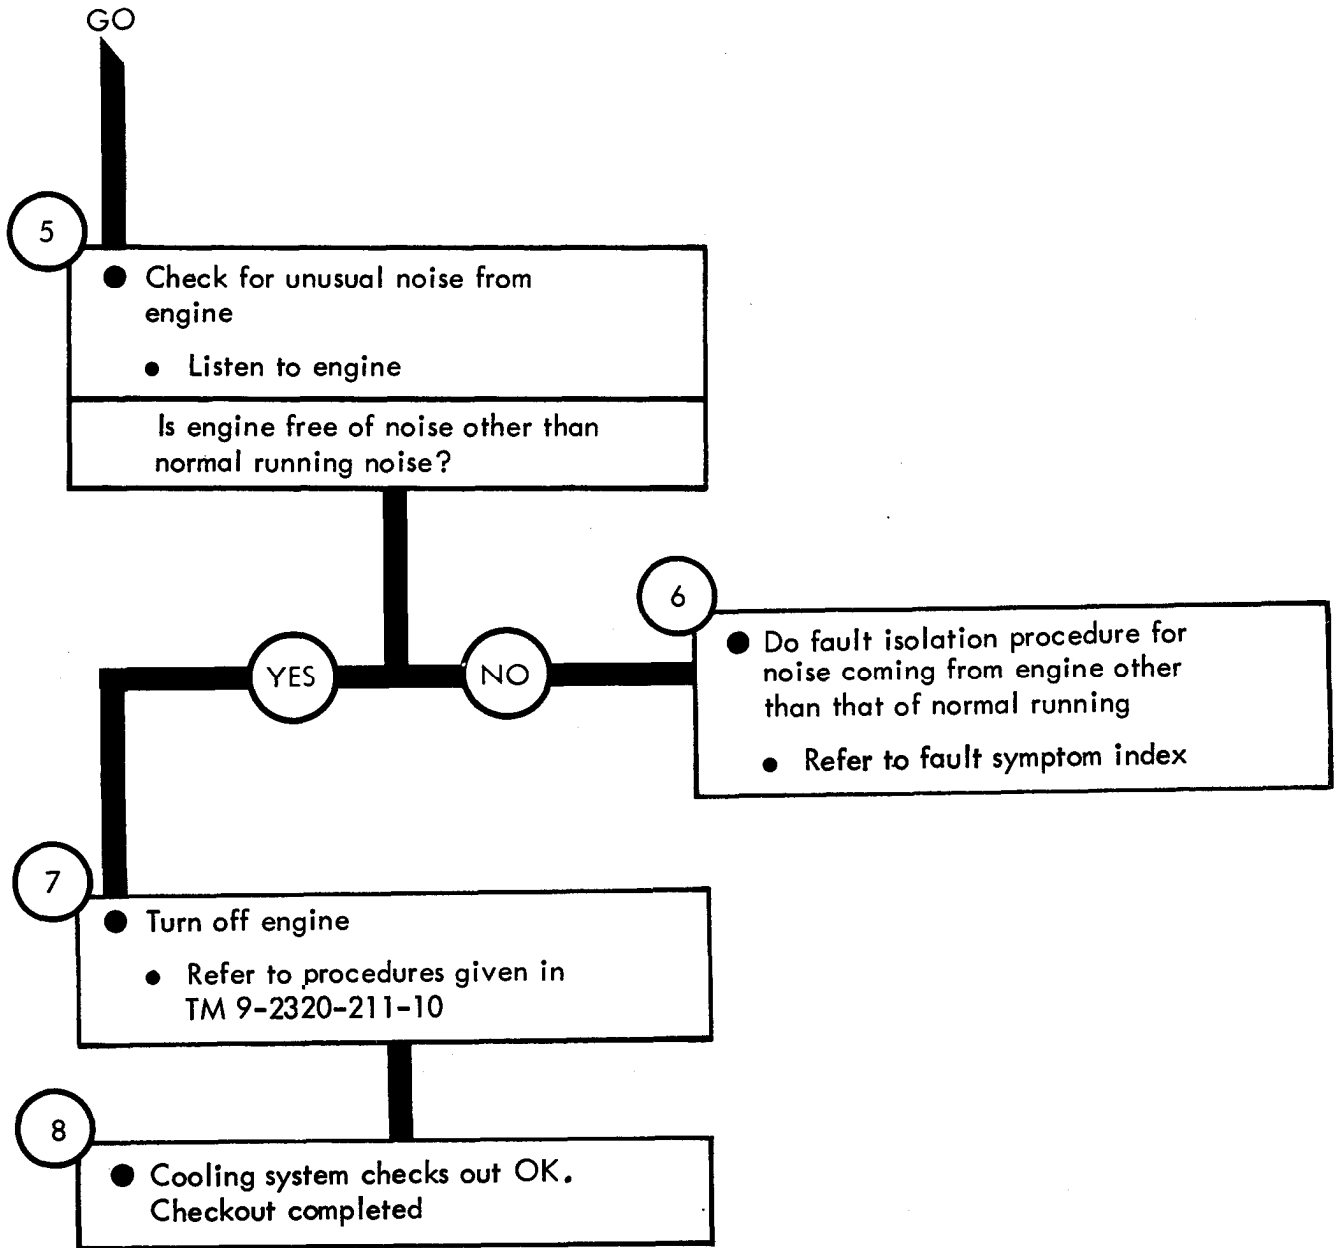 GO
5
● Check for unusual noise from
engine
● Listen to engine
Is engine free of noise other than
normal running noise?
YES
NO
6
● Do fault isolation procedure for
noise coming from engine other
than that of normal running
● Refer to fault symptom index
7
● Turn off engine
● Refer to procedures given in
TM 9-2320-211-10
8
● Cooling system checks out OK.
Checkout completed